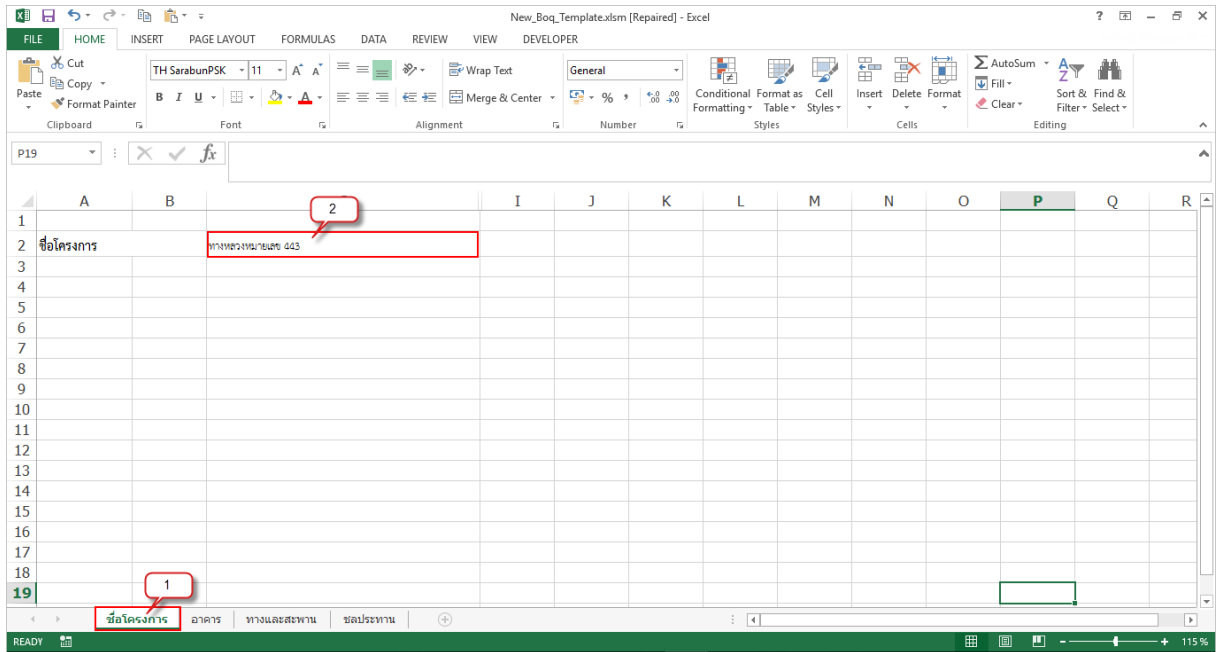 New_Boq_Template.xlsm [Repaired] - Excel
FILE HOME INSERT PAGE LAYOUT FORMULAS DATA REVIEW VIEW DEVELOPER
Cut
Copy
Format Painter
Paste
Clipboard
TH SarabunPSK 11 A A
B I U A
Font
Wrap Text
Merge & Center
Alignment
General
% , .0 .00 .00 .0
Number
Conditional Formatting
Format as Table
Cell Styles
Styles
Insert Delete Format
Cells
AutoSum
Fill
Clear
Sort & Filter
Find & Select
Editing
P19 fx
A B I J K L M N O P Q R
2
1
2 ชื่อโครงการ ทางหลวงหมายเลข 443
3
4
5
6
7
8
9
10
11
12
13
14
15
16
17
18
19
1
ชื่อโครงการ อาคาร ทางและสะพาน ชลประทาน
READY 115%